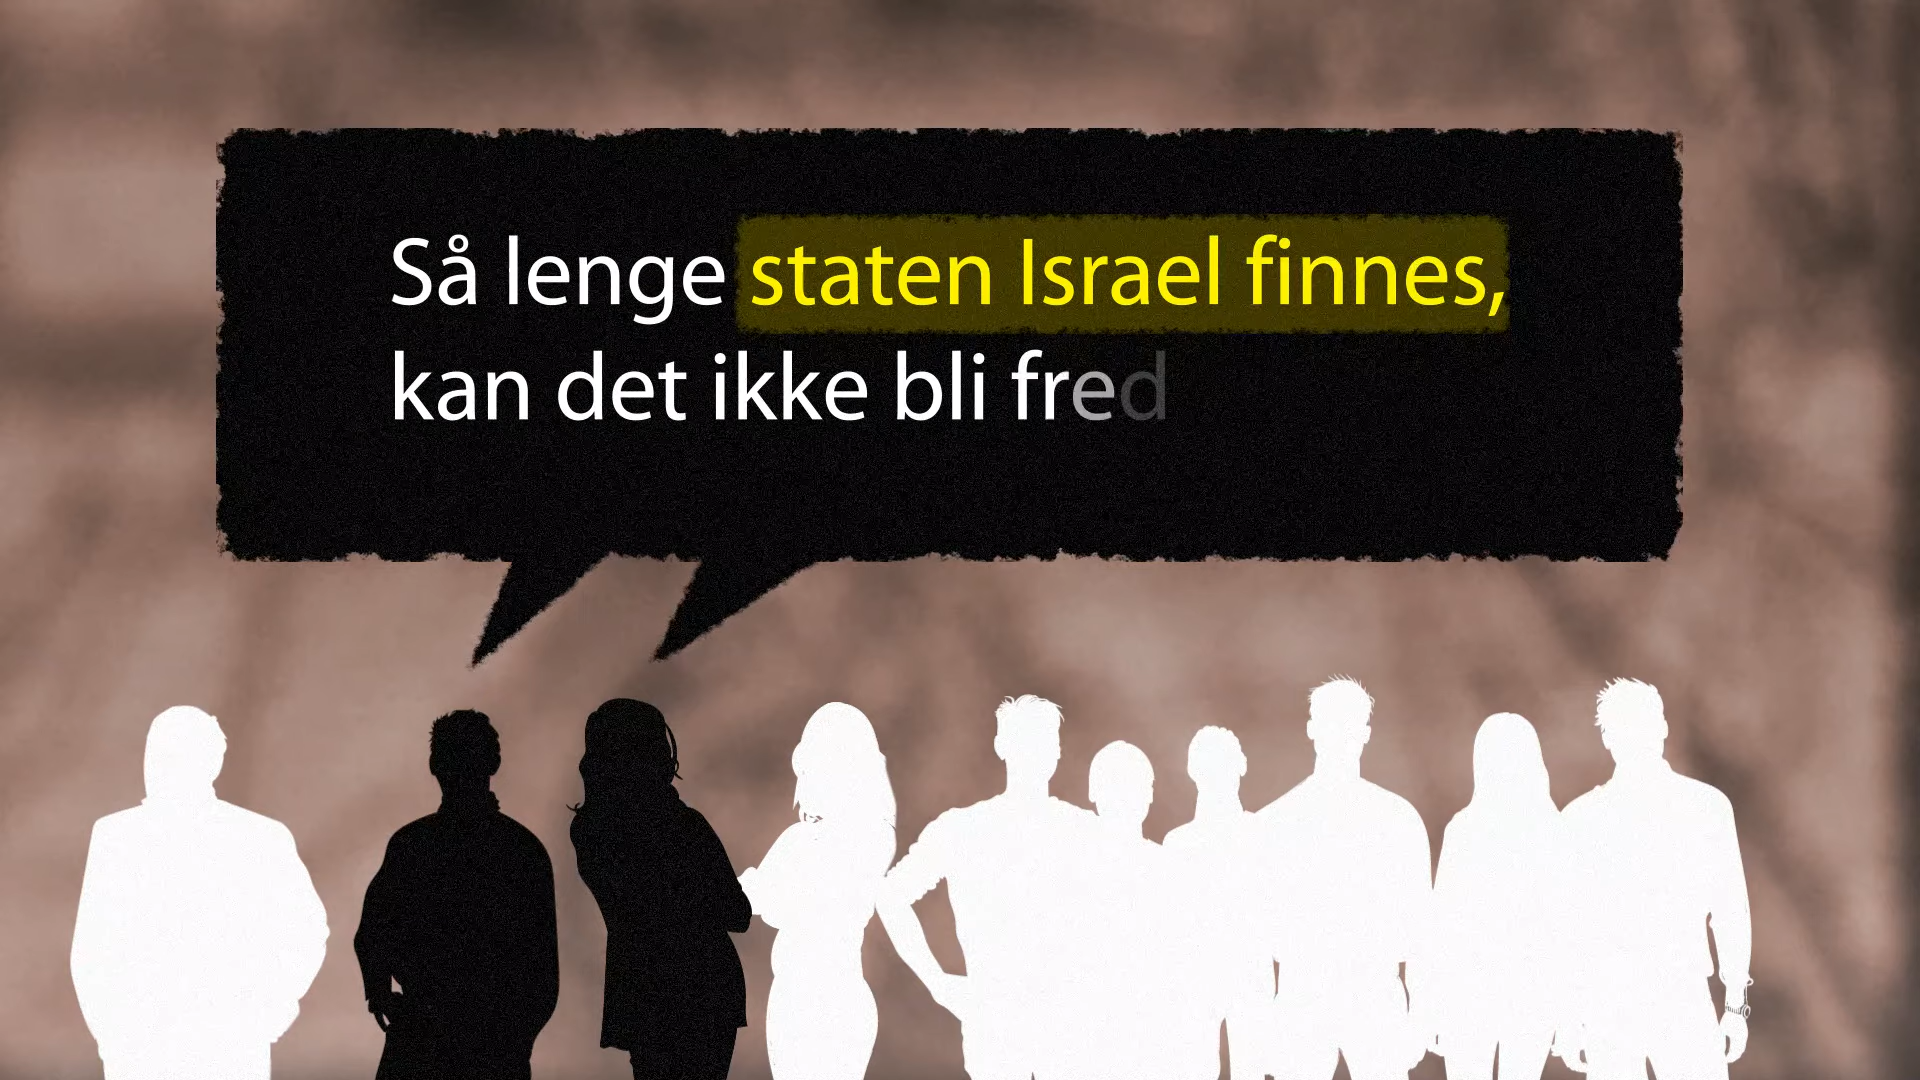 Så lenge staten Israel finnes,
kan det ikke bli fred